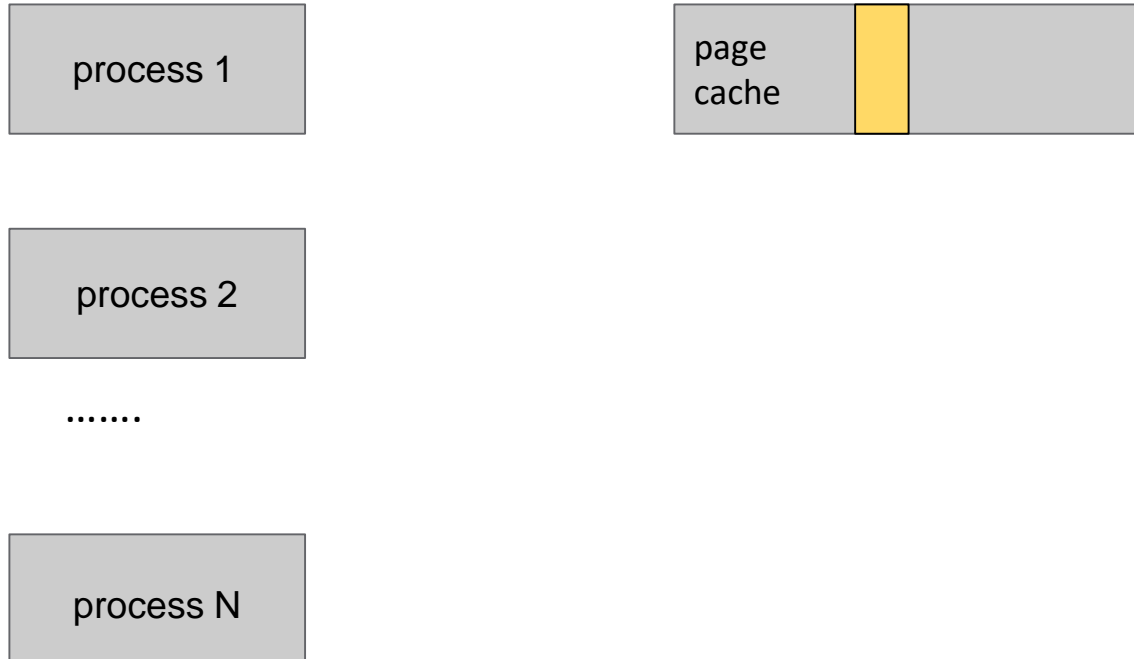 process 1
page
cache
process 2
.......
process N